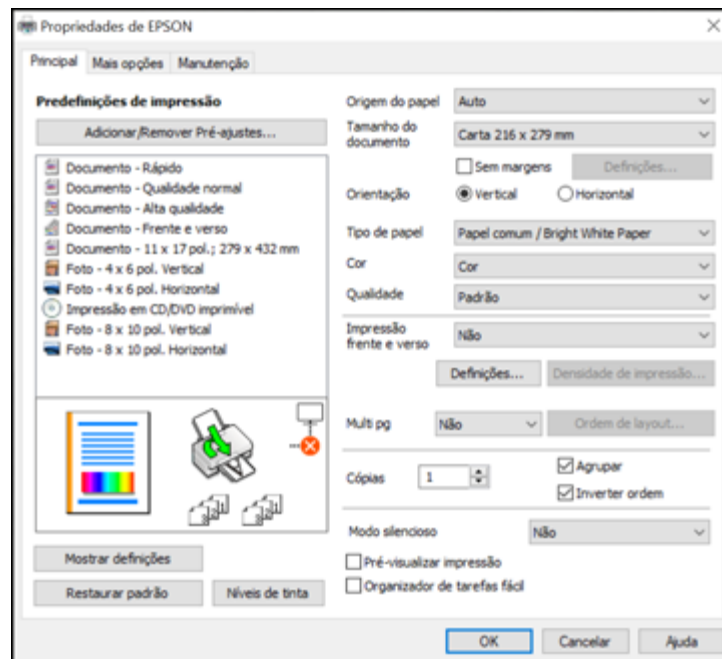 Propriedades de EPSON
Principal
Mais opções
Manutenção
Predefinições de impressão
Adicionar/Remover Pré-ajustes...
Documento - Rápido
Documento - Qualidade normal
Documento - Alta qualidade
Documento - Frente e verso
Documento - 11 x 17 pol.; 279 x 432 mm
Foto - 4 x 6 pol. Vertical
Foto - 4 x 6 pol. Horizontal
Impressão em CD/DVD imprimível
Foto - 8 x 10 pol. Vertical
Foto - 8 x 10 pol. Horizontal
Mostrar definições
Restaurar padrão
Níveis de tinta
Origem do papel
Auto
Tamanho do
documento
Carta 216 x 279 mm
Sem margens
Definições...
Orientação
Vertical
Horizontal
Tipo de papel
Papel comum / Bright White Paper
Cor
Cor
Qualidade
Padrão
Impressão
frente e verso
Não
Definições...
Densidade de impressão...
Multi pg
Não
Ordem de layout...
Cópias
1
Agrupar
Inverter ordem
Modo silencioso
Não
Pré-visualizar impressão
Organizador de tarefas fácil
OK
Cancelar
Ajuda